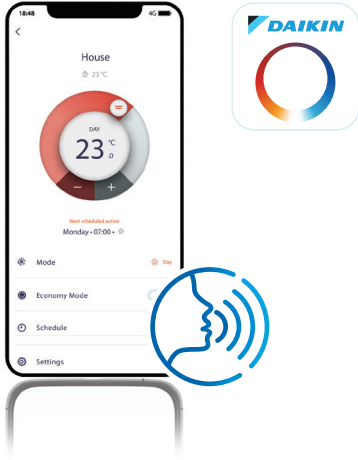 18:48
4G
DAIKIN
House
23 °C
DAY
23 °C
.0
− +
Next scheduled action
Monday • 07:00 •
Mode
Day
Economy Mode
Schedule
Settings